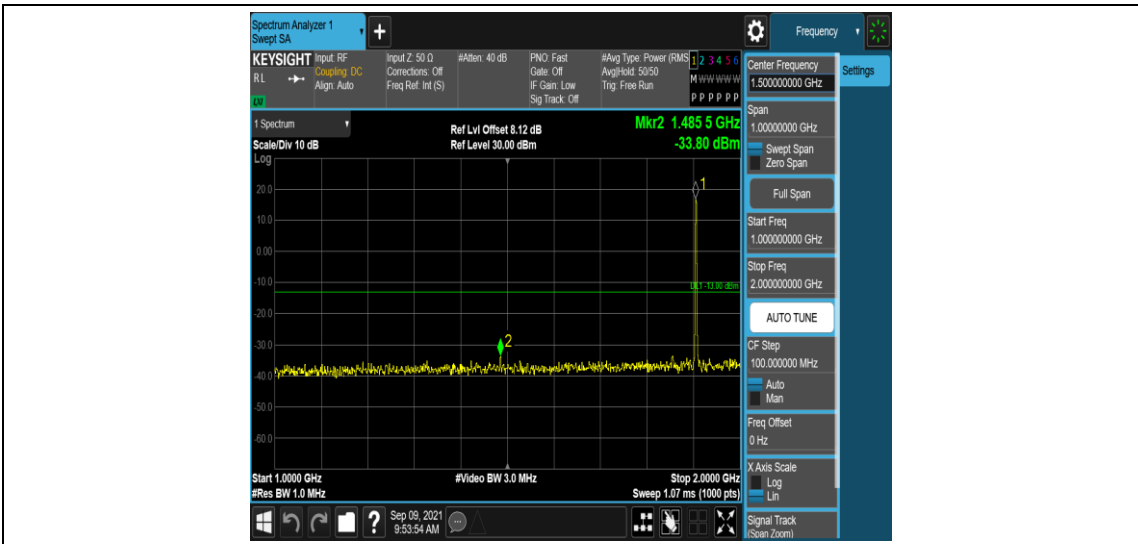 Spectrum Analyzer 1
Swept SA
+
Frequency
KEYSIGHT
RL
LXI
Input: RF
Coupling: DC
Align: Auto
Input Z: 50 Ω
Corrections: Off
Freq Ref: Int (S)
#Atten: 40 dB
PNO: Fast
Gate: Off
IF Gain: Low
Sig Track: Off
#Avg Type: Power (RMS
Avg|Hold: 50/50
Trig: Free Run
1 2 3 4 5 6
M W W W W W
P P P P P P
Center Frequency
1.500000000 GHz
Settings
1 Spectrum
Scale/Div 10 dB
Log
Ref Lvl Offset 8.12 dB
Ref Level 30.00 dBm
Mkr2 1.485 5 GHz
-33.80 dBm
20.0
10.0
0.00
-10.0
-20.0
-30.0
-40.0
-50.0
-60.0
1
DL1 -13.00 dBm
2
Start 1.0000 GHz
#Res BW 1.0 MHz
#Video BW 3.0 MHz
Stop 2.0000 GHz
Sweep 1.07 ms (1000 pts)
Span
1.00000000 GHz
Swept Span
Zero Span
Full Span
Start Freq
1.000000000 GHz
Stop Freq
2.000000000 GHz
AUTO TUNE
CF Step
100.000000 MHz
Auto
Man
Freq Offset
0 Hz
X Axis Scale
Log
Lin
Signal Track
(Span Zoom)
?
Sep 09, 2021
9:53:54 AM